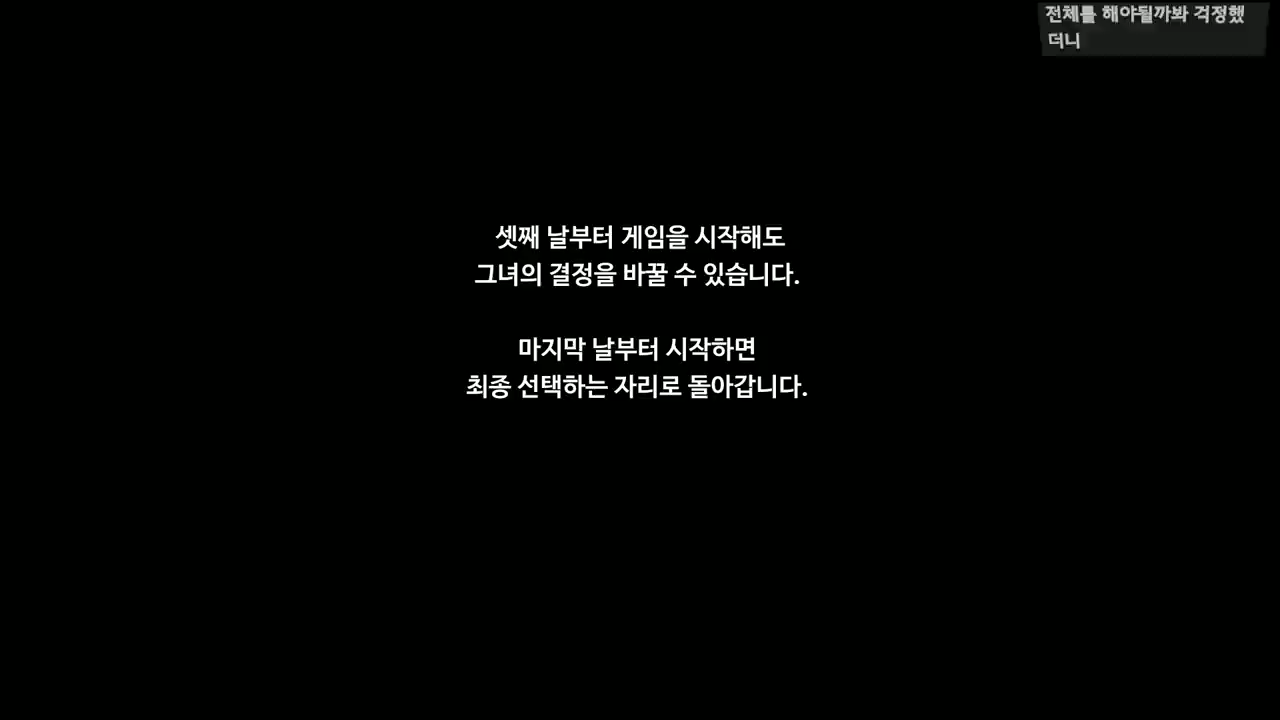 전체를 해야될까봐 걱정했
더니
셋째 날부터 게임을 시작해도
그녀의 결정을 바꿀 수 있습니다.
마지막 날부터 시작하면
최종 선택하는 자리로 돌아갑니다.